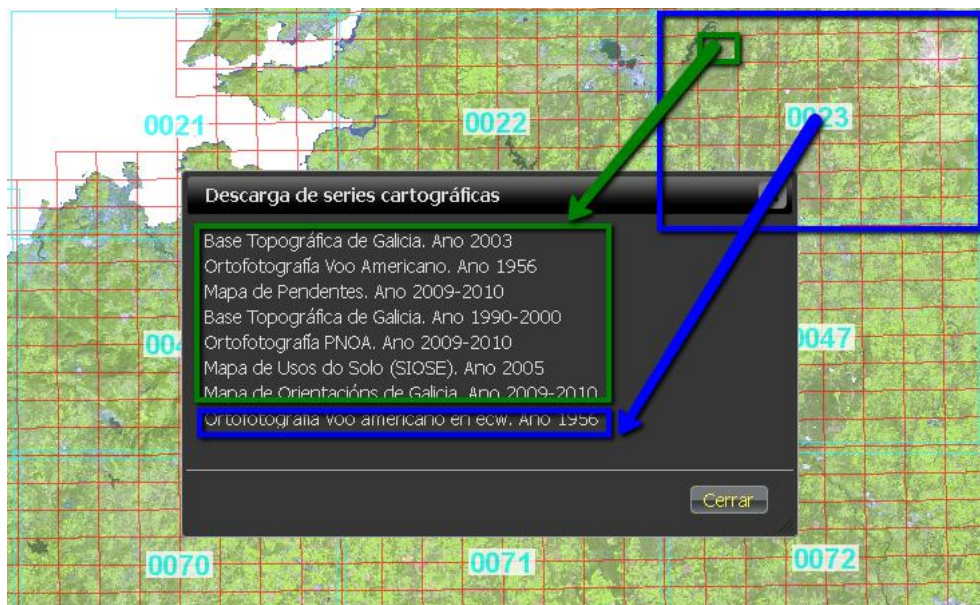 0021
0022
0023
Descarga de series cartográficas
Base Topográfica de Galicia. Ano 2003
Ortofotografía Voo Americano. Ano 1956
Mapa de Pendentes. Ano 2009-2010
Base Topográfica de Galicia. Ano 1990-2000
Ortofotografía PNOA. Ano 2009-2010
Mapa de Usos do Solo (SIOSE). Ano 2005
Mapa de Orientacións de Galicia. Ano 2009-2010
Ortofotografía Voo americano en ecw. Ano 1956
0047
Cerrar
0070
0071
0072